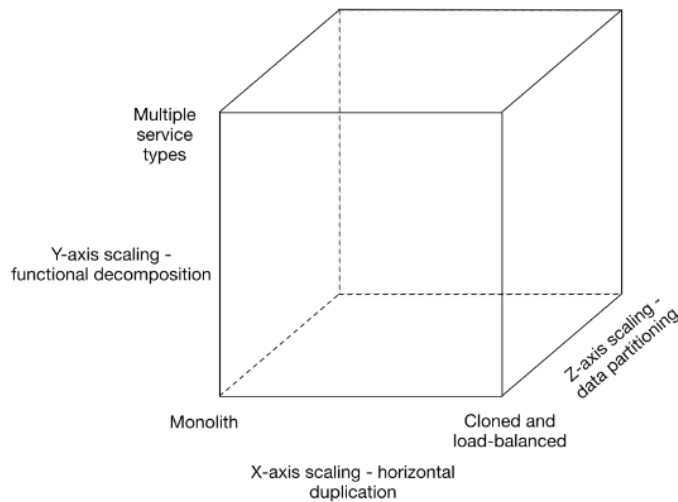 Multiple
service
types
Y-axis scaling -
functional decomposition
Z-axis scaling -
data partitioning
Monolith
Cloned and
load-balanced
X-axis scaling - horizontal
duplication